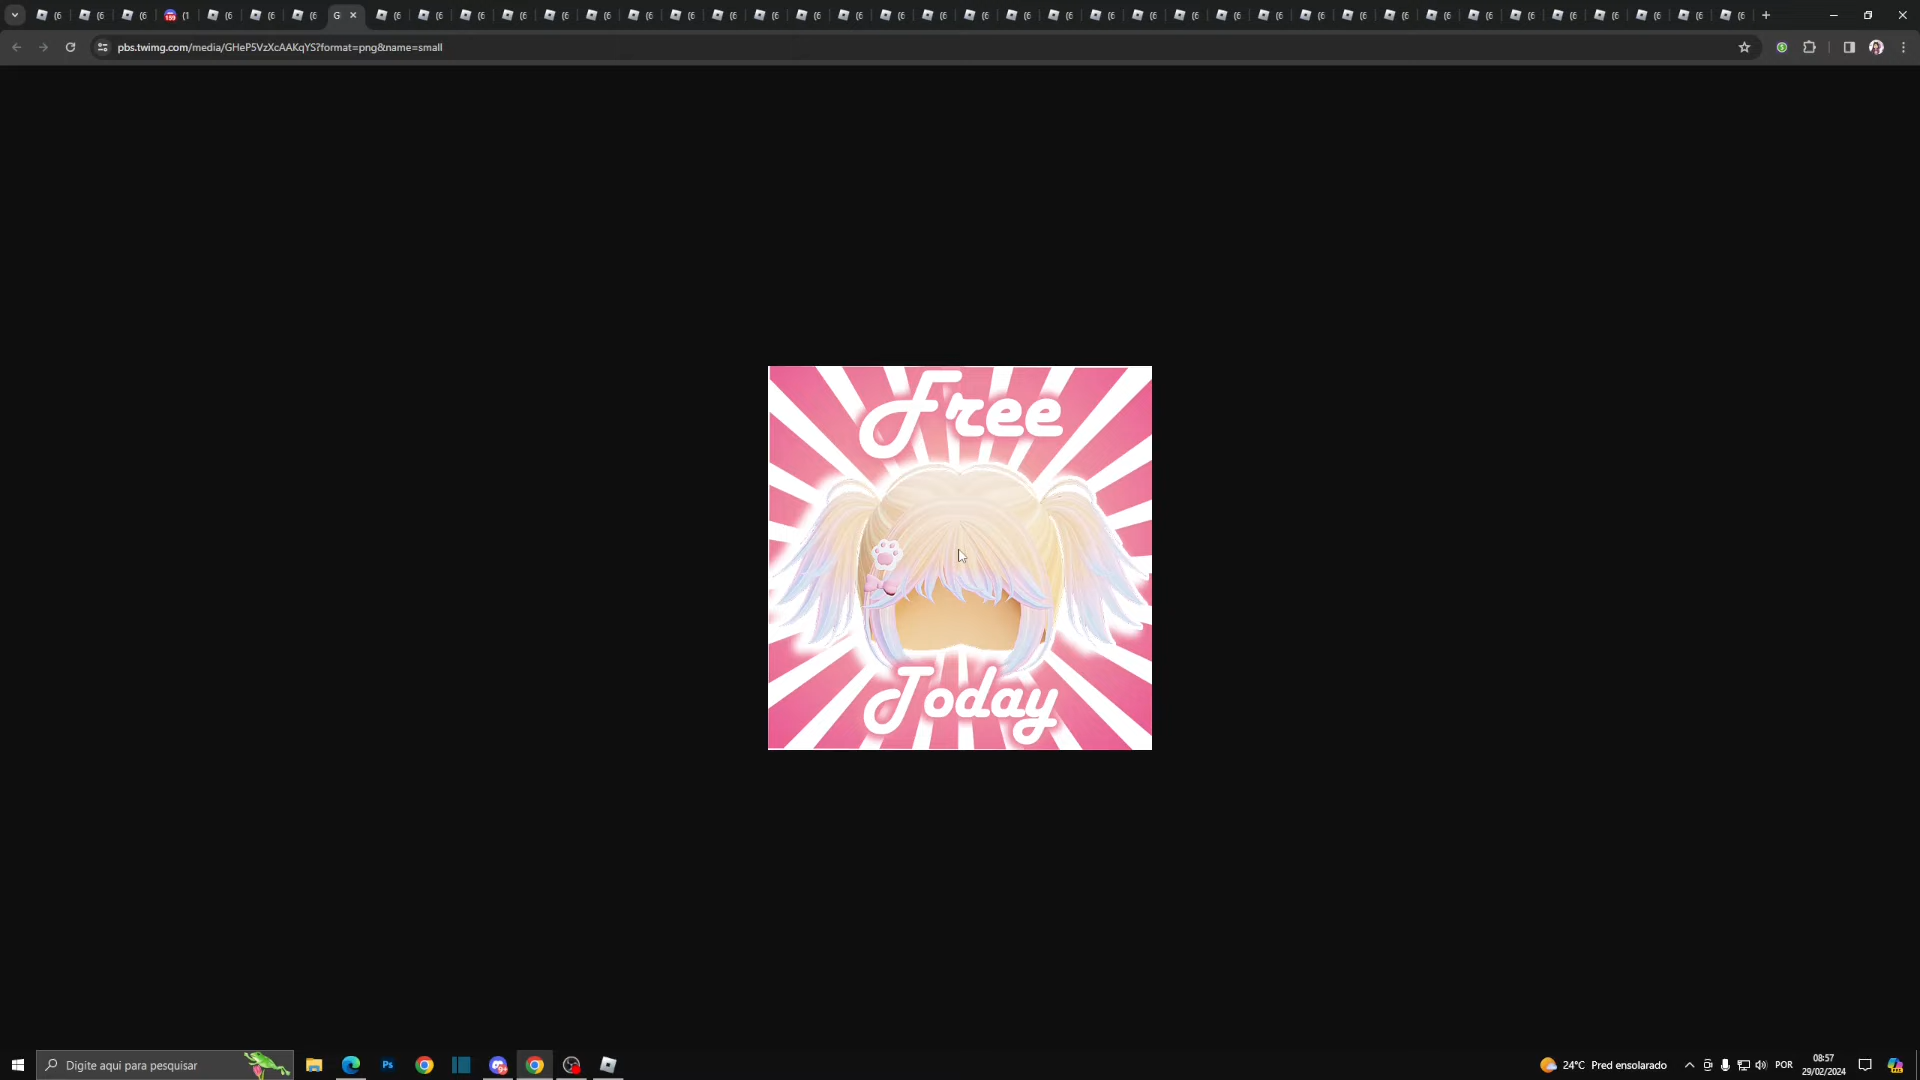 G
pbs.twimg.com/media/GHeP5VzXcAAKqYS?format=png&name=small
Free
Today
Digite aqui para pesquisar
Ps
24°C Pred ensolarado
POR
08:57
29/02/2024